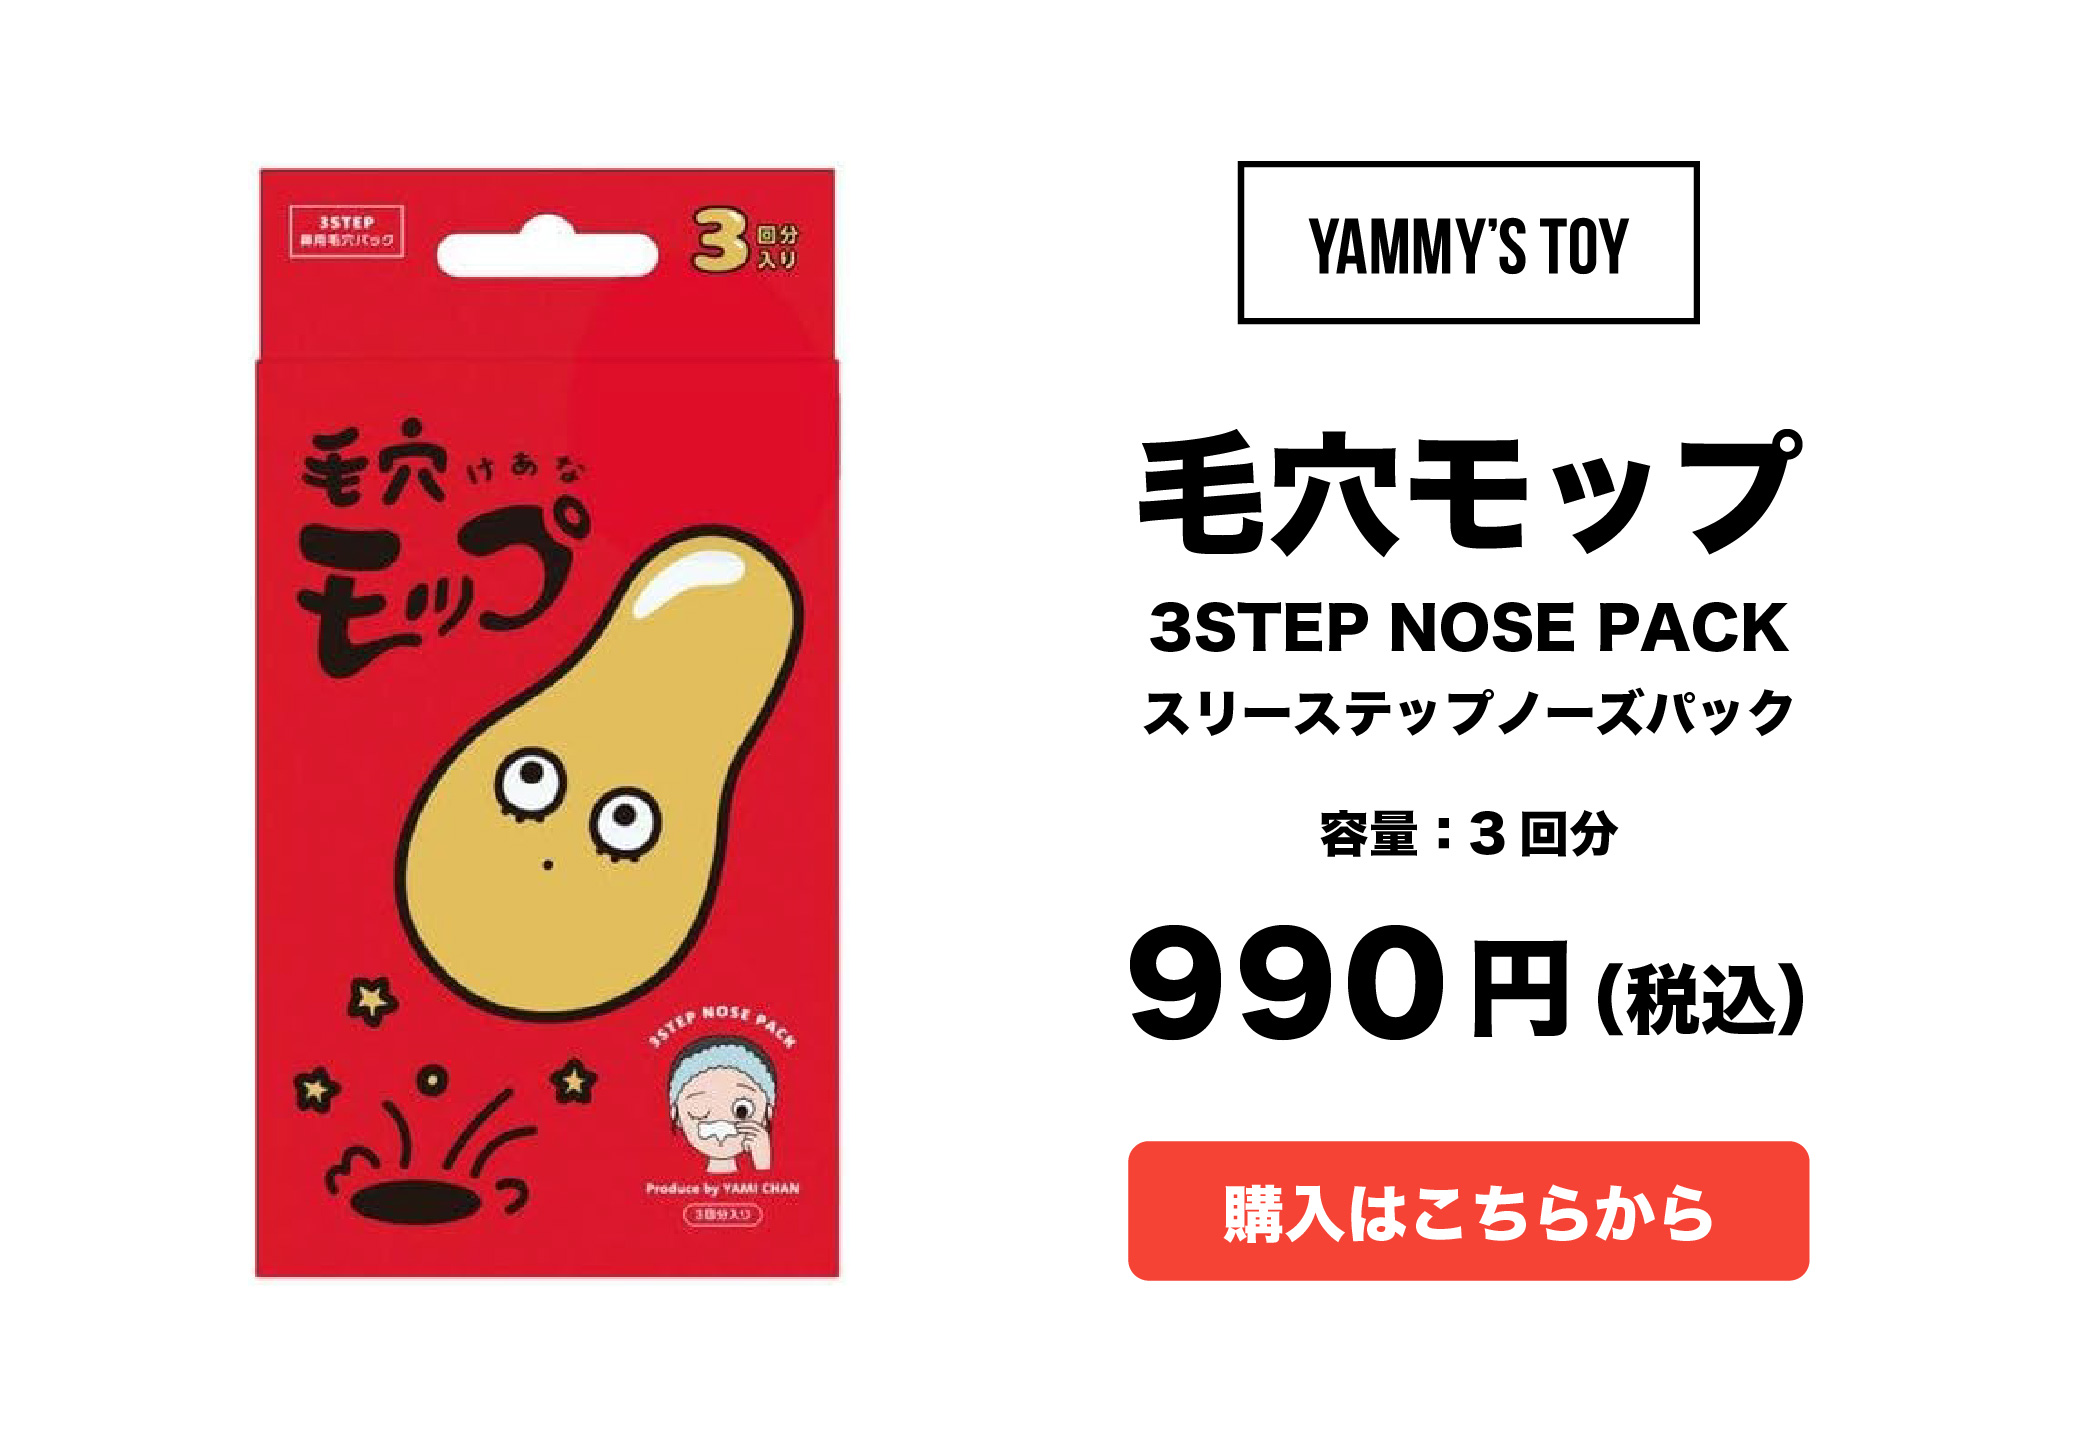 3STEP
鼻用毛穴パック
3回分
入り
毛穴けあな
モップ
3STEP NOSE PACK
Produce by YAMI CHAN
3回分入り
YAMMY'S TOY
毛穴モップ
3STEP NOSE PACK
スリーステップノーズパック
容量：3回分
990円(税込)
購入はこちらから